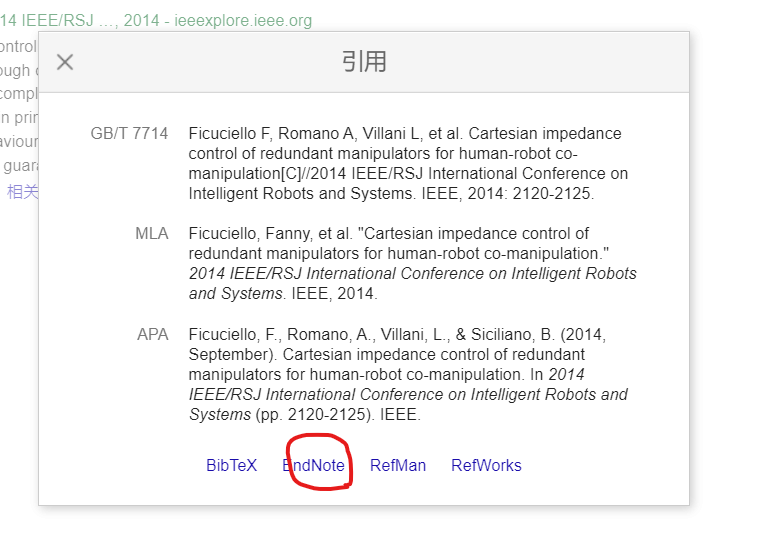 14 IEEE/RSJ ..., 2014 - ieeexplore.ieee.org
引用
GB/T 7714
Ficuciello F, Romano A, Villani L, et al. Cartesian impedance
control of redundant manipulators for human-robot co-
manipulation[C]//2014 IEEE/RSJ International Conference on
Intelligent Robots and Systems. IEEE, 2014: 2120-2125.
MLA
Ficuciello, Fanny, et al. "Cartesian impedance control of
redundant manipulators for human-robot co-manipulation."
2014 IEEE/RSJ International Conference on Intelligent Robots
and Systems. IEEE, 2014.
APA
Ficuciello, F., Romano, A., Villani, L., & Siciliano, B. (2014,
September). Cartesian impedance control of redundant
manipulators for human-robot co-manipulation. In 2014
IEEE/RSJ International Conference on Intelligent Robots and
Systems (pp. 2120-2125). IEEE.
BibTeX EndNote RefMan RefWorks
ontrol
ough
compl
n prin
aviour
guara
相关